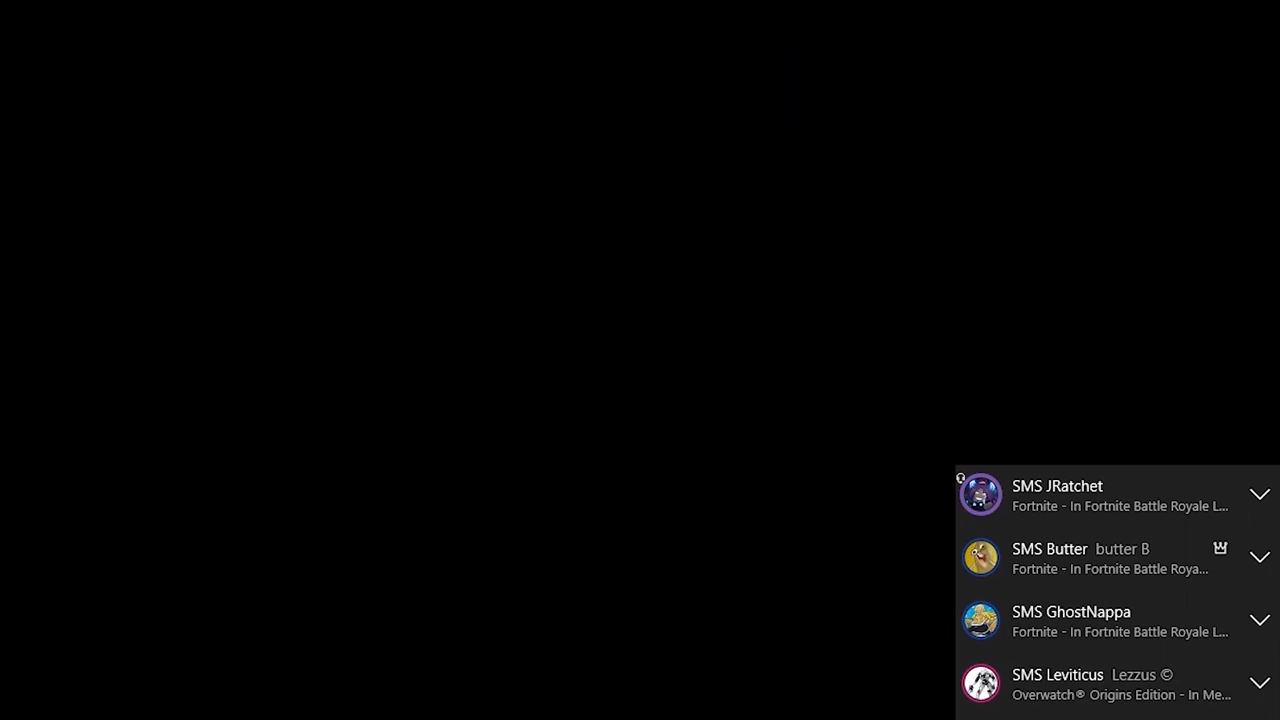 SMS JRatchet
Fortnite - In Fortnite Battle Royale L...
SMS Butter butter B
Fortnite - In Fortnite Battle Roya...
SMS GhostNappa
Fortnite - In Fortnite Battle Royale L...
SMS Leviticus Lezzus ©
Overwatch® Origins Edition - In Me...